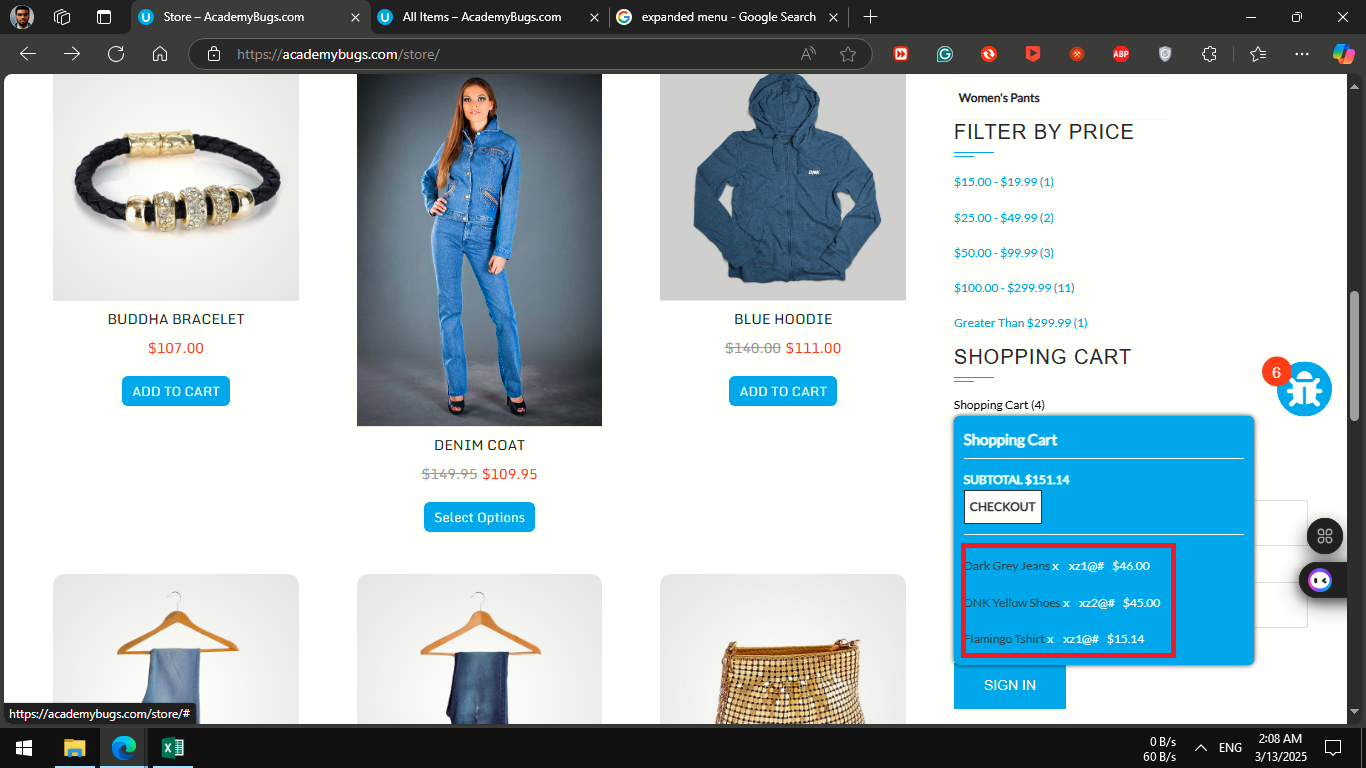 Store – AcademyBugs.com
All Items – AcademyBugs.com
expanded menu - Google Search
https://academybugs.com/store/
ABP
DNK
BUDDHA BRACELET
$107.00
ADD TO CART
DENIM COAT
$149.95 $109.95
Select Options
BLUE HOODIE
$140.00 $111.00
ADD TO CART
Women's Pants
FILTER BY PRICE
$15.00 - $19.99 (1)
$25.00 - $49.99 (2)
$50.00 - $99.99 (3)
$100.00 - $299.99 (11)
Greater Than $299.99 (1)
SHOPPING CART
Shopping Cart (4)
6
Shopping Cart
SUBTOTAL $151.14
CHECKOUT
Dark Grey Jeans x xz1@# $46.00
DNK Yellow Shoes x xz2@# $45.00
Flamingo Tshirt x xz1@# $15.14
SIGN IN
https://academybugs.com/store/#
0 B/s
60 B/s
ENG
2:08 AM
3/13/2025